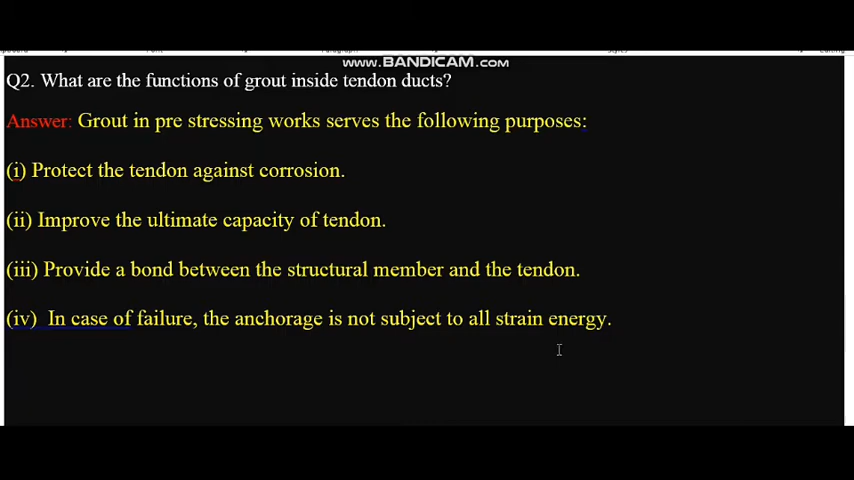 WWW.BANDICAM.COM
Q2. What are the functions of grout inside tendon ducts?
Answer: Grout in pre stressing works serves the following purposes:
(i) Protect the tendon against corrosion.
(ii) Improve the ultimate capacity of tendon.
(iii) Provide a bond between the structural member and the tendon.
(iv) In case of failure, the anchorage is not subject to all strain energy.